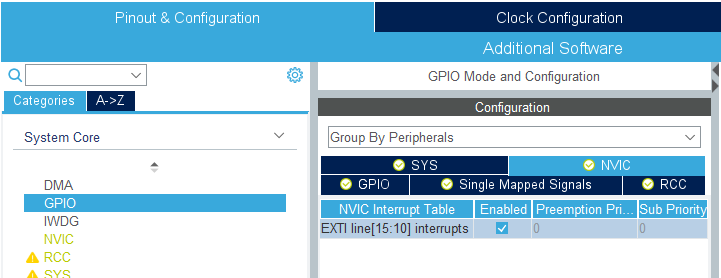 Pinout & Configuration
Clock Configuration
Additional Software
Categories
A->Z
System Core
DMA
GPIO
IWDG
NVIC
RCC
SYS
GPIO Mode and Configuration
Configuration
Group By Peripherals
SYS
NVIC
GPIO
Single Mapped Signals
RCC
NVIC Interrupt Table Enabled Preemption Pri... Sub Priority
EXTI line[15:10] interrupts 0 0